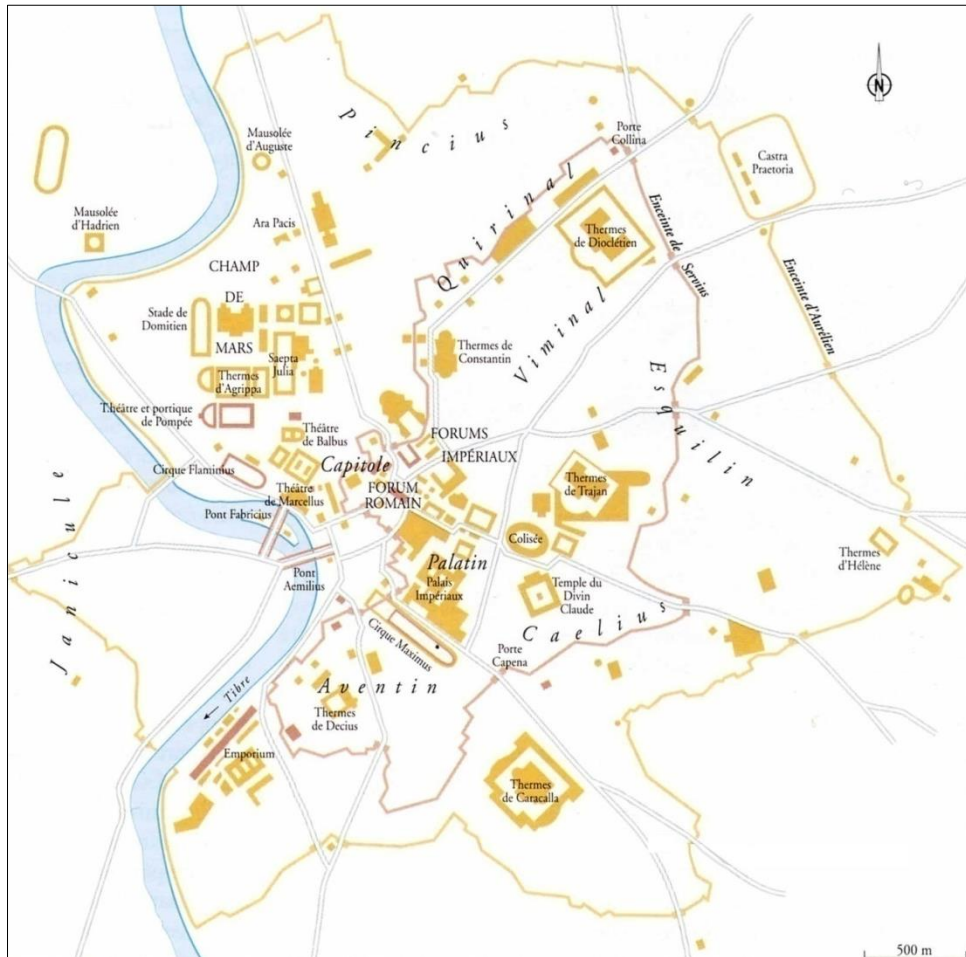 N
Pincius
Porte
Collina
Mausolée
d'Auguste
Castra
Praetoria
Mausolée
d'Hadrien
Ara Pacis
Quirinal
Thermes
de Dioclétien
Enceinte de
Servius
CHAMP
DE
MARS
Enceinte d'Aurélien
Stade de
Domitien
Viminal
Saepta
Julia
Thermes de
Constantin
Thermes
d'Agrippa
Esquilin
Théâtre et portique
de Pompée
Théâtre
de Balbus
FORUMS
IMPÉRIAUX
Cirque Flaminius
Capitole
Janicule
Théâtre
de Marcellus
FORUM
ROMAIN
Thermes
de Trajan
Pont Fabricius
Colisée
Thermes
d'Hélène
Palatin
Pont
Aemilius
Palais
Impériaux
Temple du
Divin
Claude
Cirque Maximus
Caelius
Porte
Capena
← Tibre
Aventin
Thermes
de Decius
Emporium
Thermes
de Caracalla
500 m